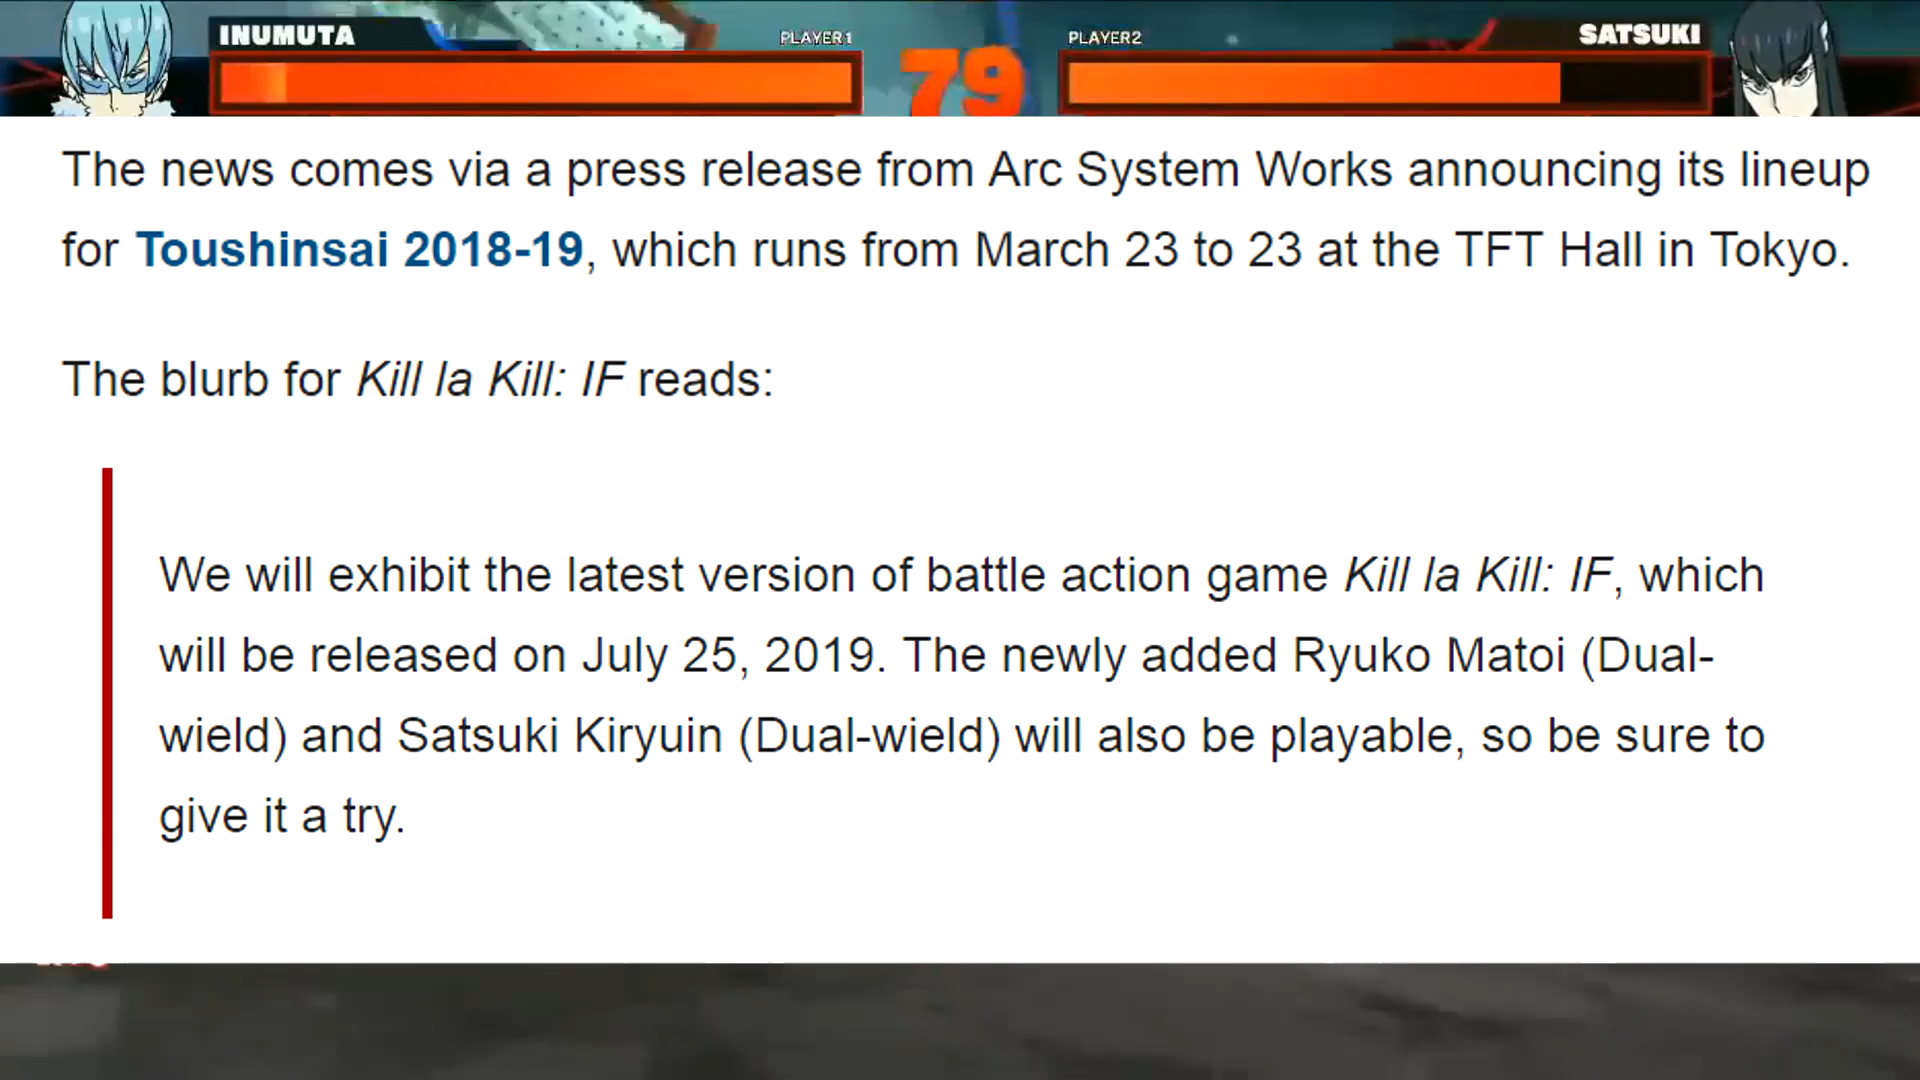 INUMUTA PLAYER1 79 PLAYER2 SATSUKI
The news comes via a press release from Arc System Works announcing its lineup
for Toushinsai 2018-19, which runs from March 23 to 23 at the TFT Hall in Tokyo.
The blurb for Kill la Kill: IF reads:
We will exhibit the latest version of battle action game Kill la Kill: IF, which
will be released on July 25, 2019. The newly added Ryuko Matoi (Dual-
wield) and Satsuki Kiryuin (Dual-wield) will also be playable, so be sure to
give it a try.